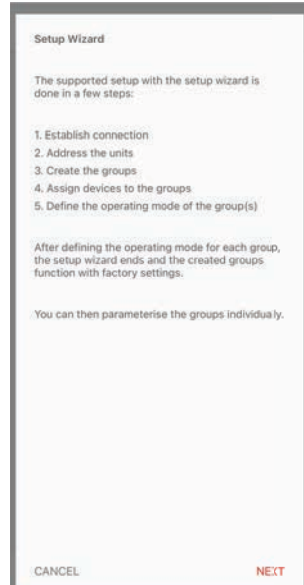 Setup Wizard
The supported setup with the setup wizard is
done in a few steps:
1. Establish connection
2. Address the units
3. Create the groups
4. Assign devices to the groups
5. Define the operating mode of the group(s)
After defining the operating mode for each group,
the setup wizard ends and the created groups
function with factory settings.
You can then parameterise the groups individually.
CANCEL
NEXT